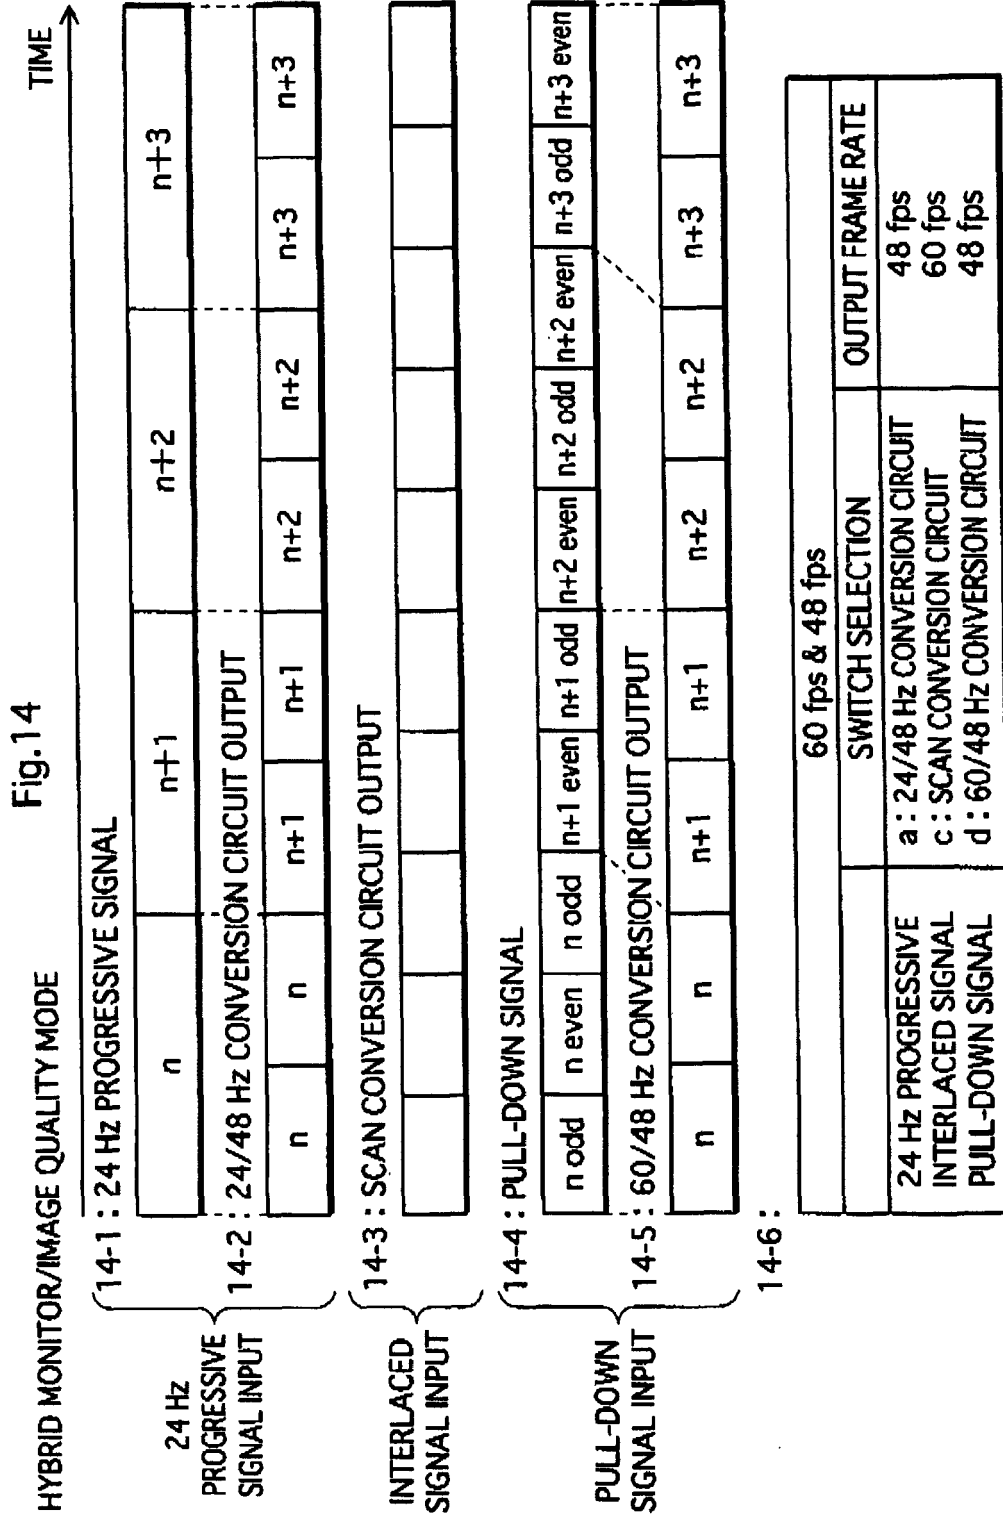 Fig.14
HYBRID MONITOR/IMAGE QUALITY MODE
TIME
24 Hz
PROGRESSIVE
SIGNAL INPUT
14-1 : 24 Hz PROGRESSIVE SIGNAL
n n+1 n+2 n+3
14-2 : 24/48 Hz CONVERSION CIRCUIT OUTPUT
n n n+1 n+1 n+2 n+2 n+3 n+3
INTERLACED
SIGNAL INPUT
14-3 : SCAN CONVERSION CIRCUIT OUTPUT
PULL-DOWN
SIGNAL INPUT
14-4 : PULL-DOWN SIGNAL
n odd n even n odd n+1 even n+1 odd n+2 even n+2 odd n+2 even n+3 odd n+3 even
14-5 : 60/48 Hz CONVERSION CIRCUIT OUTPUT
n n n+1 n+1 n+2 n+2 n+3 n+3
14-6 :
60 fps & 48 fps
SWITCH SELECTION OUTPUT FRAME RATE
24 Hz PROGRESSIVE a : 24/48 Hz CONVERSION CIRCUIT 48 fps
INTERLACED SIGNAL c : SCAN CONVERSION CIRCUIT 60 fps
PULL-DOWN SIGNAL d : 60/48 Hz CONVERSION CIRCUIT 48 fps